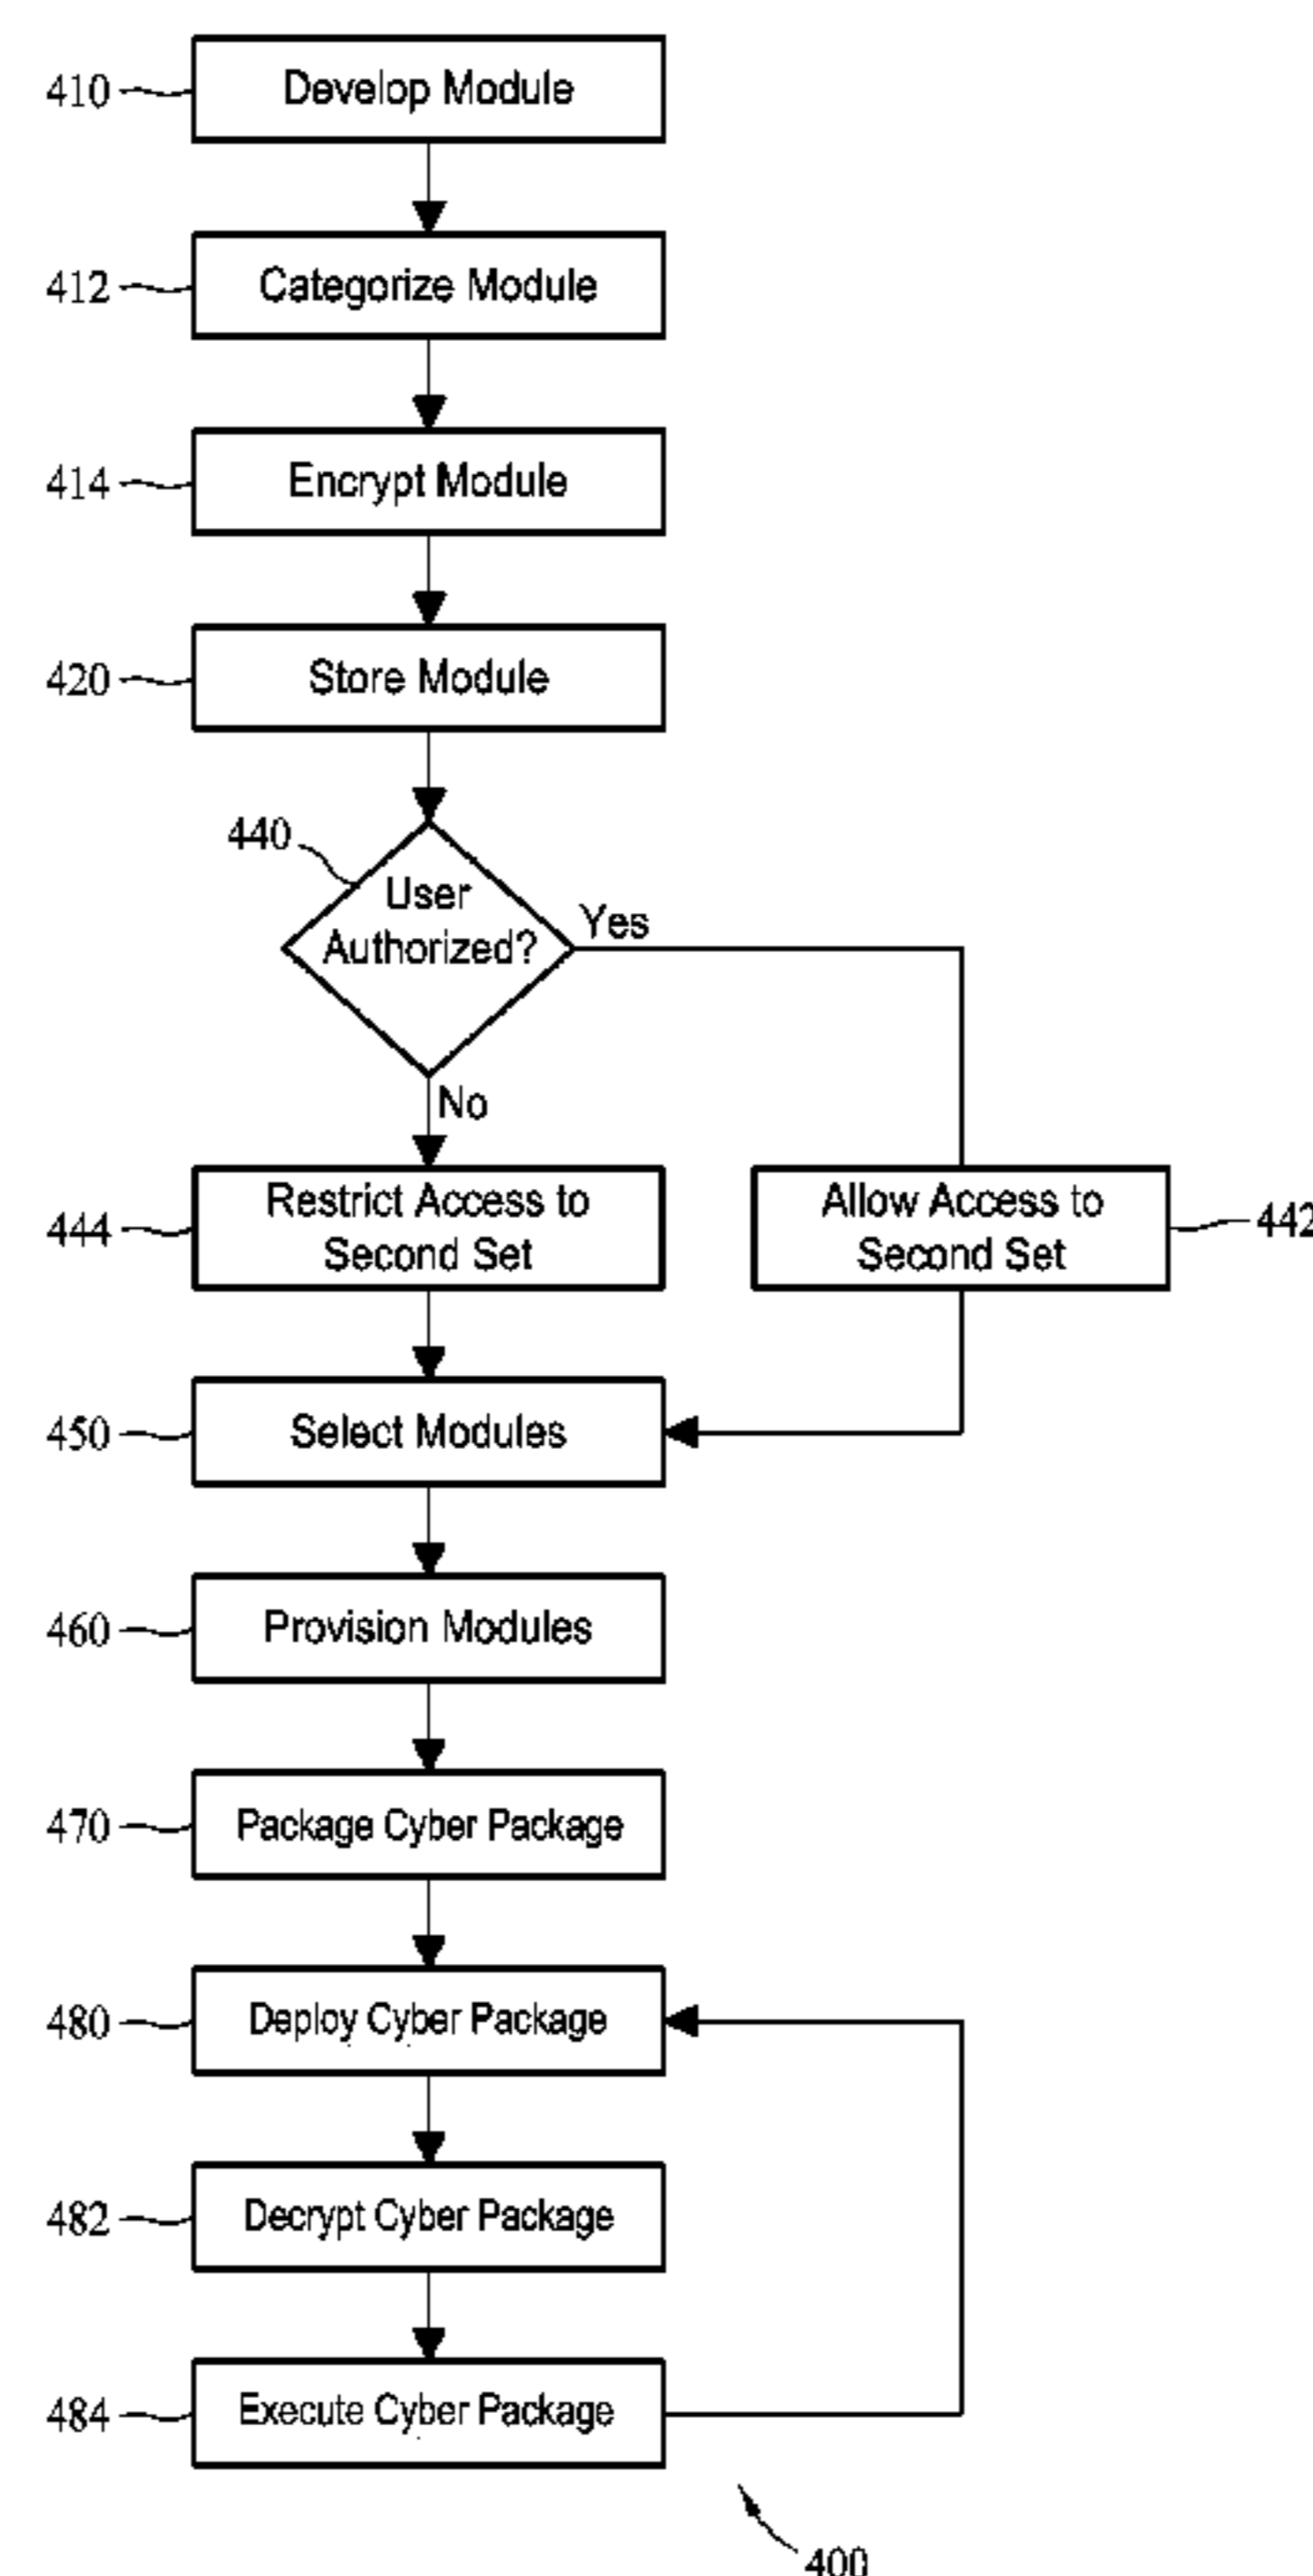 410
Develop Module
412
Categorize Module
414
Encrypt Module
420
Store Module
440
User
Authorized?
Yes
No
444
Restrict Access to
Second Set
Allow Access to
Second Set
442
450
Select Modules
460
Provision Modules
470
Package Cyber Package
480
Deploy Cyber Package
482
Decrypt Cyber Package
484
Execute Cyber Package
400